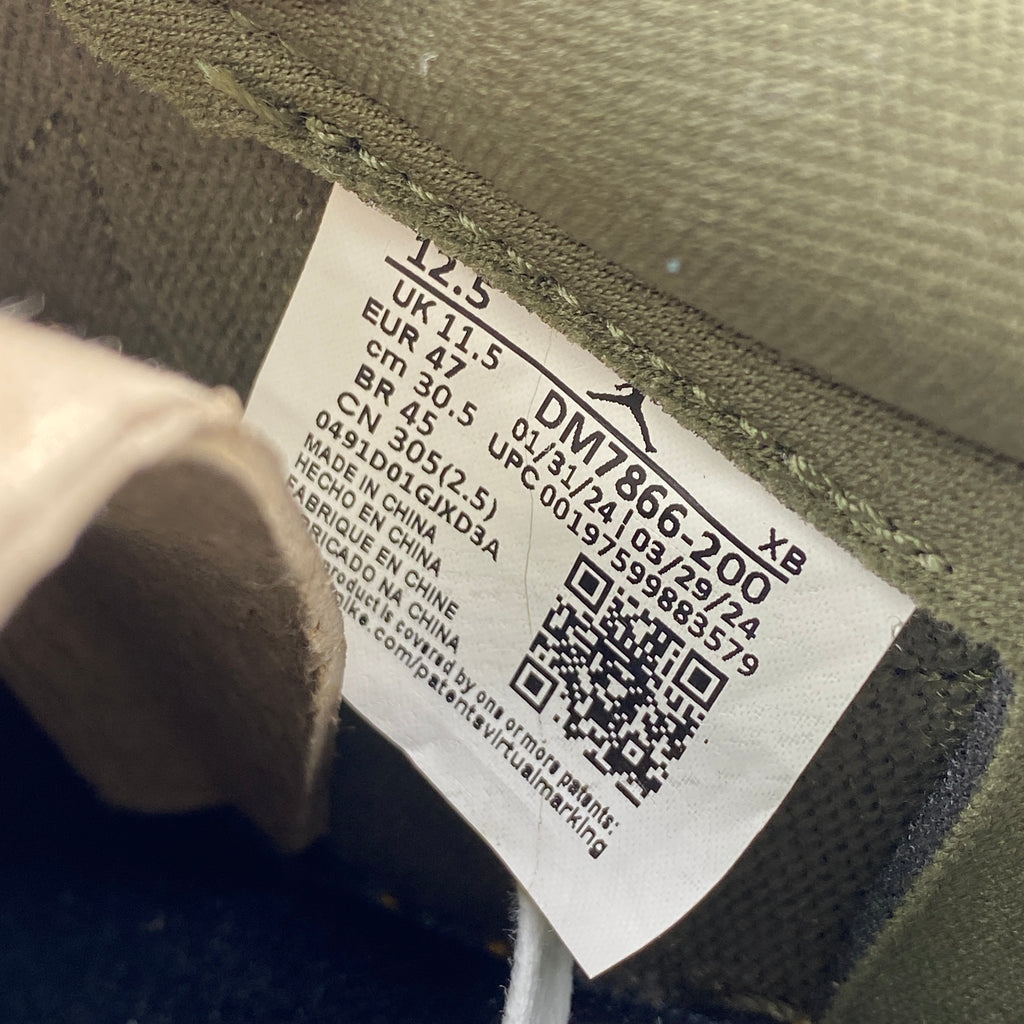 12.5
UK 11.5
EUR 47
cm 30.5
BR 45
CN 305(2.5)
0491D01GJXD3A
MADE IN CHINA
HECHO EN CHINA
FABRIQUE EN CHINE
RICADO NA CHINA
product is covered by one or more patents:
nike.com/patentsvirtualmarking
XB
DM7866-200
01/31/24|03/29/24
UPC 00197599883579